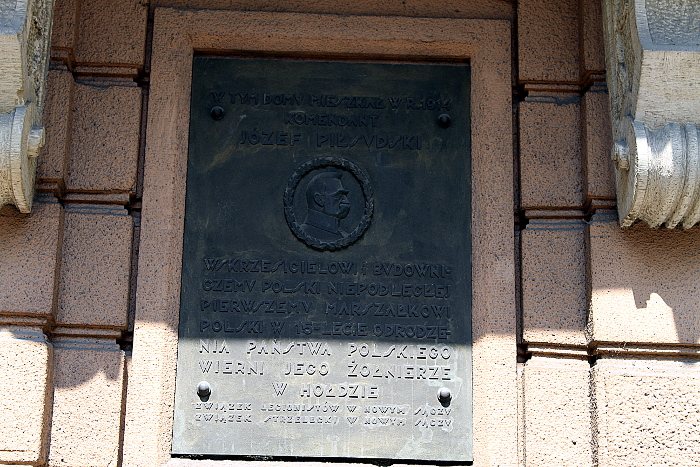 W TYM DOMU MIESZKAŁ W R.1914
KOMENDANT
JÓZEF PIŁSUDSKI
WSKRZESICIELOWI I BUDOWNI-
CZEMU POLSKI NIEPODLEGŁEJ
PIERWSZEMU MARSZAŁKOWI
POLSKI W 15-LECIE ODRODZE-
NIA PAŃSTWA POLSKIEGO
WIERNI JEGO ŻOŁNIERZE
W HOŁDZIE
ZWIĄZEK LEGIONISTÓW W NOWYM SĄCZU
ZWIĄZEK STRZELECKI W NOWYM SĄCZU